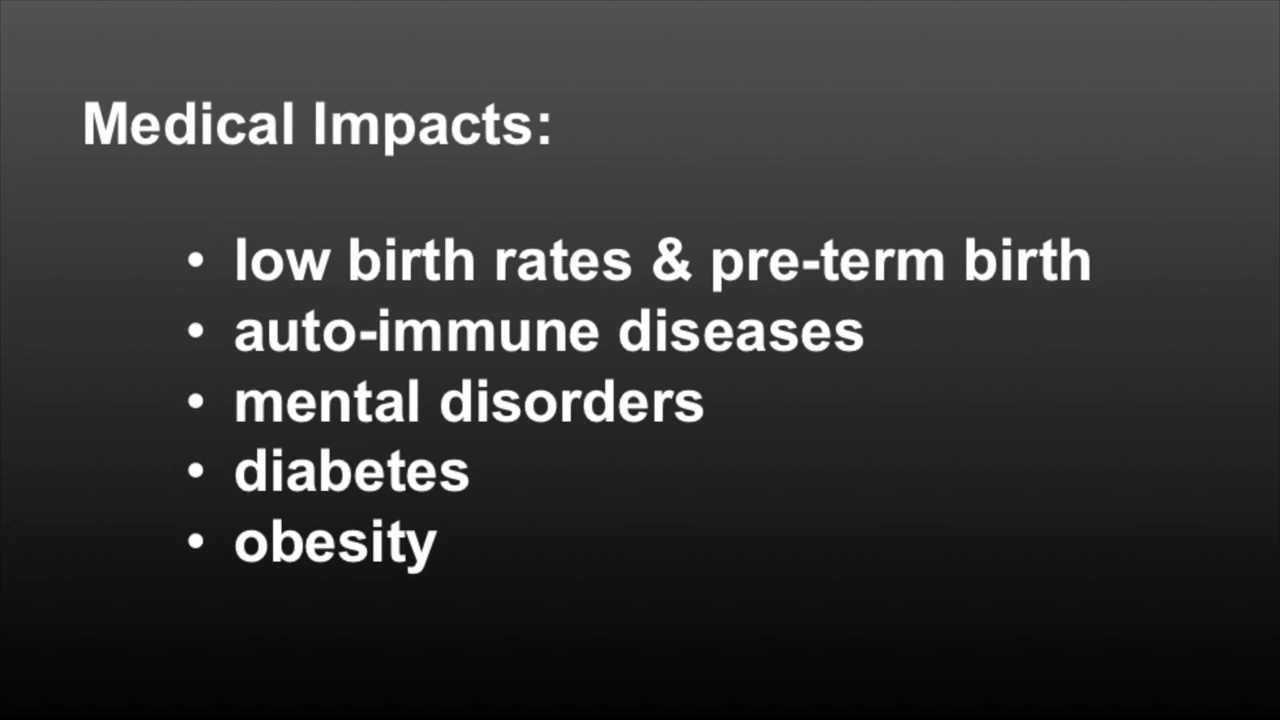 Medical Impacts:
• low birth rates & pre-term birth
• auto-immune diseases
• mental disorders
• diabetes
• obesity